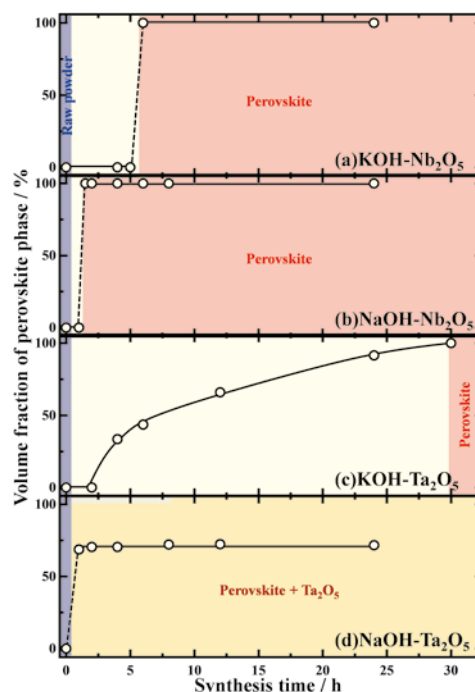 Volume fraction of perovskite phase / %
100
50
0
Raw powder
Perovskite
(a)KOH-Nb₂O₅
100
50
0
Perovskite
(b)NaOH-Nb₂O₅
100
50
0
Perovskite
(c)KOH-Ta₂O₅
100
50
0
Perovskite + Ta₂O₅
(d)NaOH-Ta₂O₅
0 5 10 15 20 25 30
Synthesis time / h